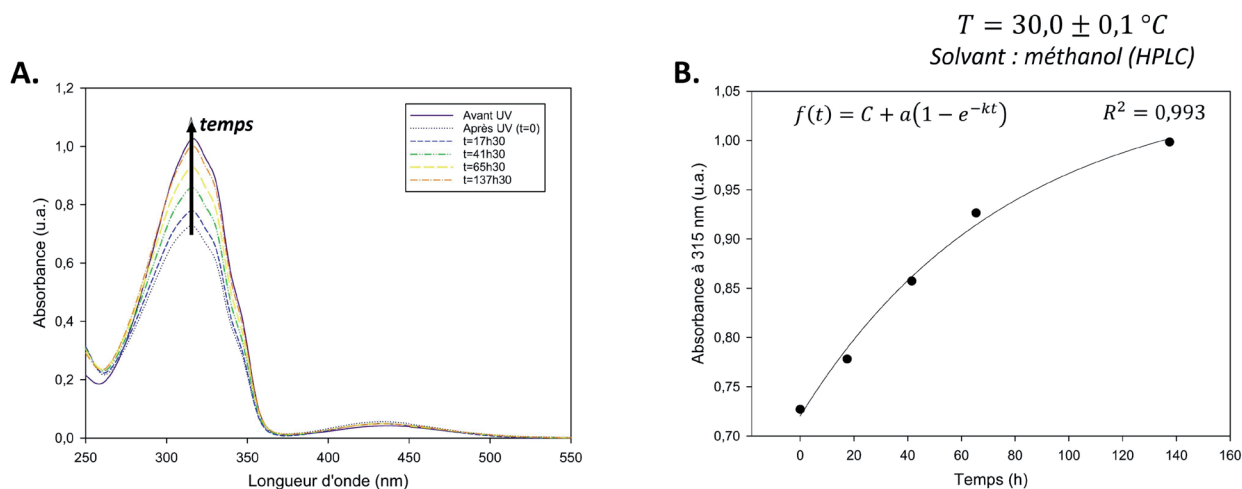 T = 30,0 ± 0,1 °C
Solvant : méthanol (HPLC)
A.
1,2
1,0
0,8
0,6
0,4
0,2
0,0
Absorbance (u.a.)
temps
Avant UV
Après UV (t=0)
t=17h30
t=41h30
t=65h30
t=137h30
250
300
350
400
450
500
550
Longueur d'onde (nm)
B.
f(t) = C + a(1 − e^{-kt})
R² = 0,993
1,05
1,00
0,95
0,90
0,85
0,80
0,75
0,70
Absorbance à 315 nm (u.a.)
0
20
40
60
80
100
120
140
160
Temps (h)